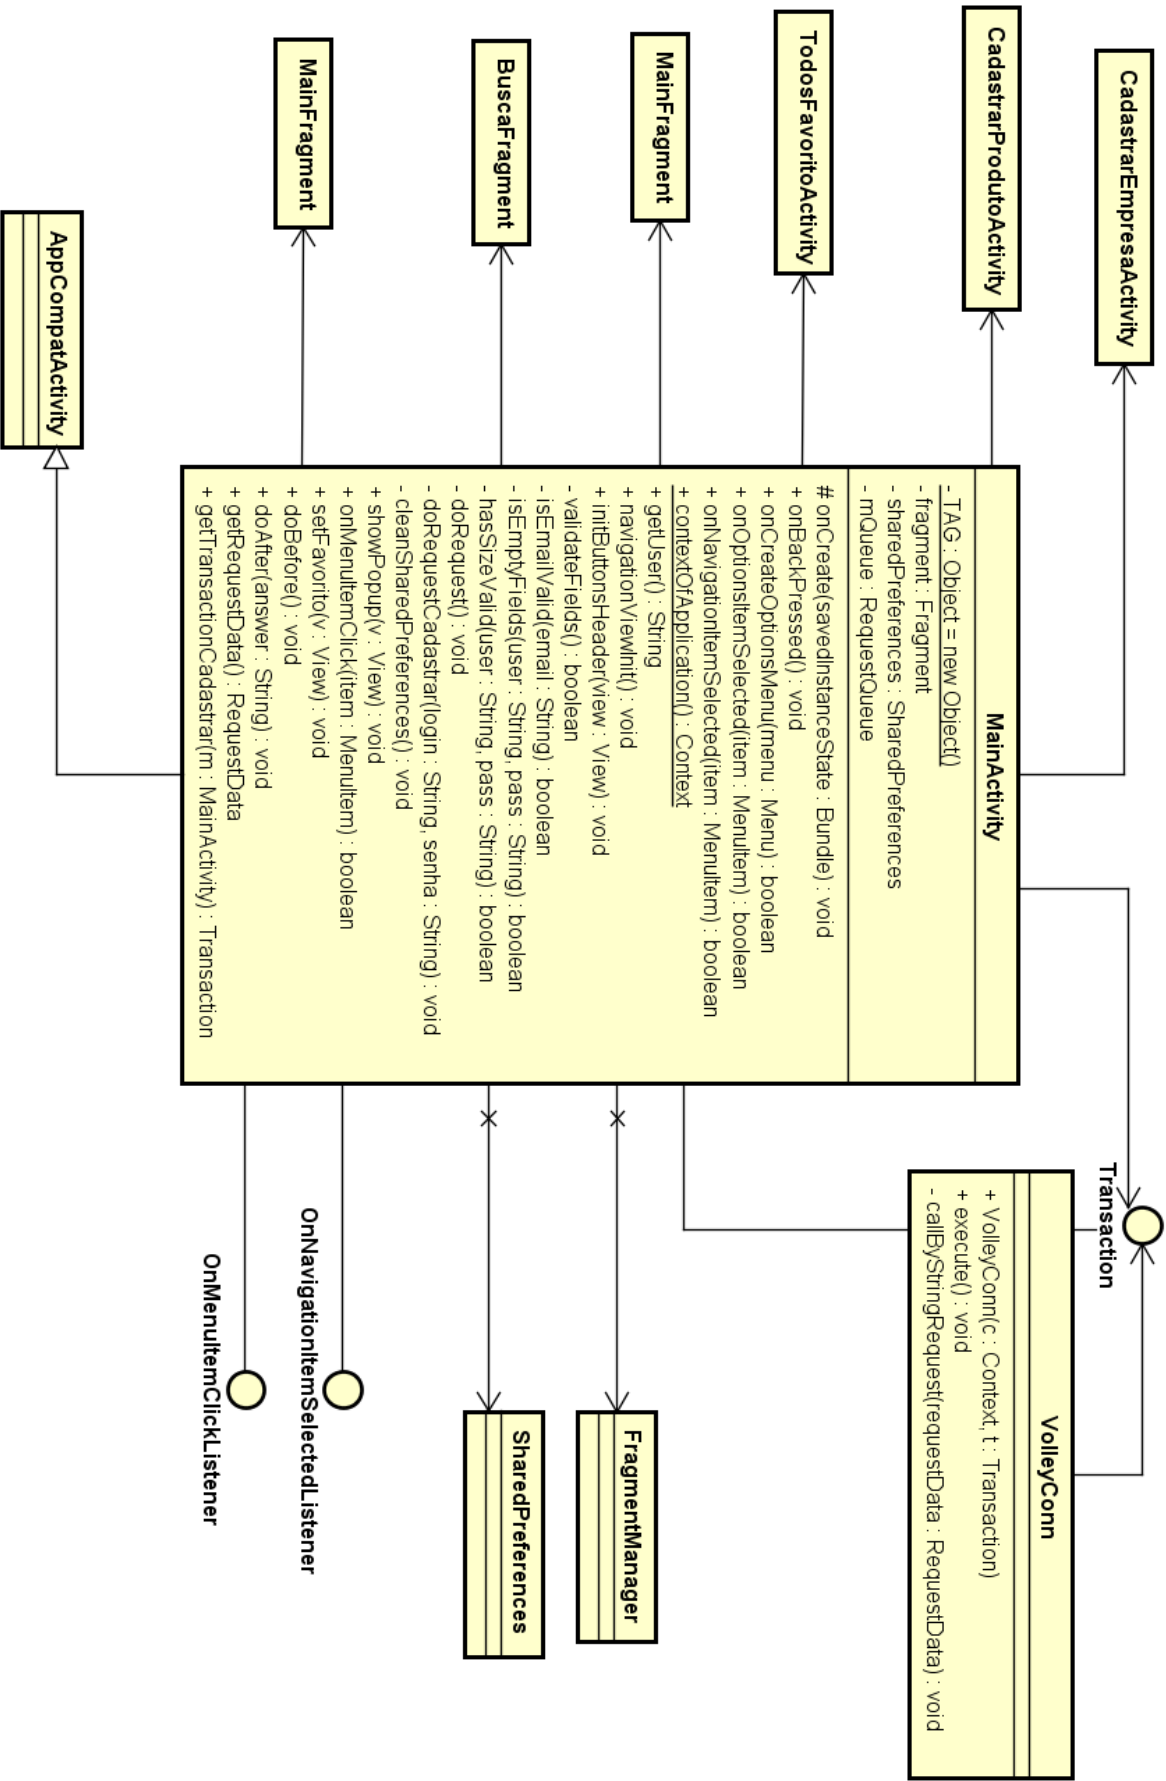 CadastrarEmpresaActivity
CadastrarProdutoActivity
TodosFavoritoActivity
MainFragment
BuscaFragment
MainFragment
AppCompatActivity
MainActivity
- TAG : Object = new Object()
- fragment : Fragment
- sharedPreferences : SharedPreferences
- mQueue : RequestQueue
# onCreate(savedInstanceState : Bundle) : void
+ onBackPressed() : void
+ onCreateOptionsMenu(menu : Menu) : boolean
+ onOptionsItemSelected(item : MenuItem) : boolean
+ onNavigationItemSelected(item : MenuItem) : boolean
+ contextOfApplication() : Context
+ getUser() : String
+ navigationViewInit() : void
+ initButtonsHeader(view : View) : void
- validateFields() : boolean
- isEmailValid(email : String) : boolean
- isEmptyFields(user : String, pass : String) : boolean
- hasSizeValid(user : String, pass : String) : boolean
- doRequest() : void
- doRequestCadastrar(login : String, senha : String) : void
- cleanSharedPreferences() : void
+ showPopup(v : View) : void
+ onMenuItemClick(item : MenuItem) : boolean
+ setFavorito(v : View) : void
+ doBefore() : void
+ doAfter(answer : String) : void
+ getRequestData() : RequestData
+ getTransactionCadastrar(m : MainActivity) : Transaction
Transaction
VolleyConn
+ VolleyConn(c : Context, t : Transaction)
+ execute() : void
- callByStringRequest(requestData : RequestData) : void
FragmentManager
SharedPreferences
OnNavigationItemSelectedListener
OnMenuItemClickListener